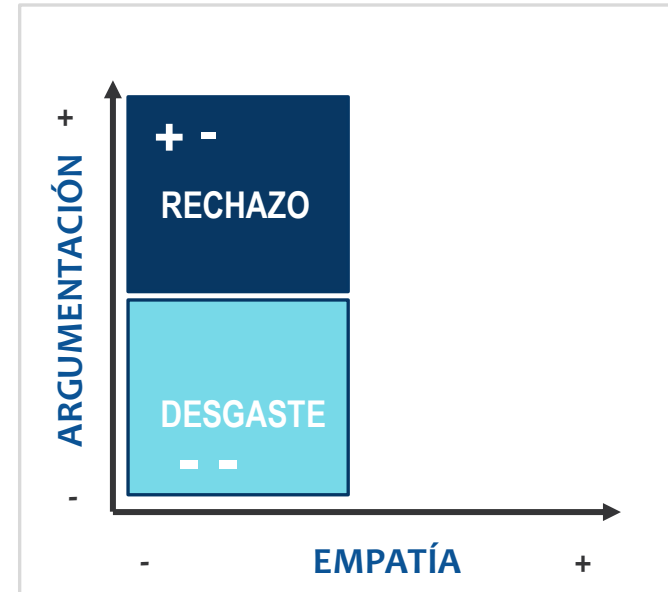 +
+ -
RECHAZO
ARGUMENTACIÓN
DESGASTE
- -
-
- EMPATÍA +